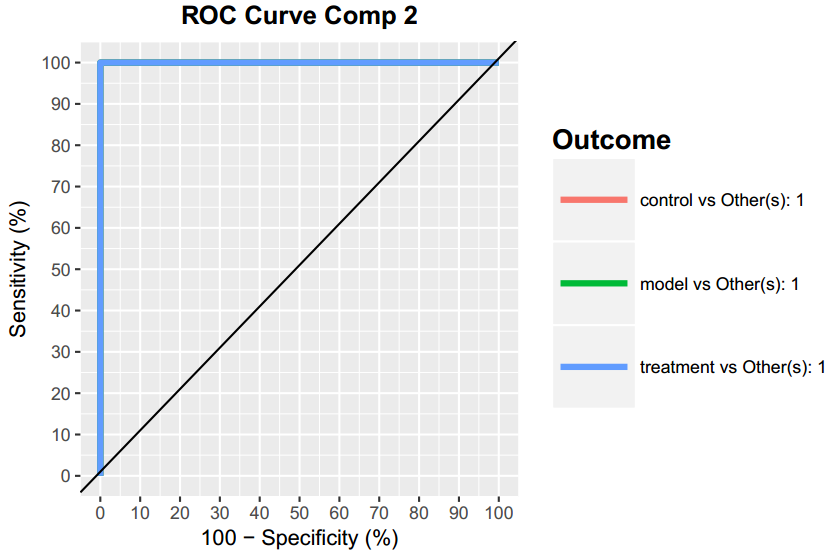 ROC Curve Comp 2
Sensitivity (%)
100
90
80
70
60
50
40
30
20
10
0
0 10 20 30 40 50 60 70 80 90 100
100 − Specificity (%)
Outcome
control vs Other(s): 1
model vs Other(s): 1
treatment vs Other(s): 1